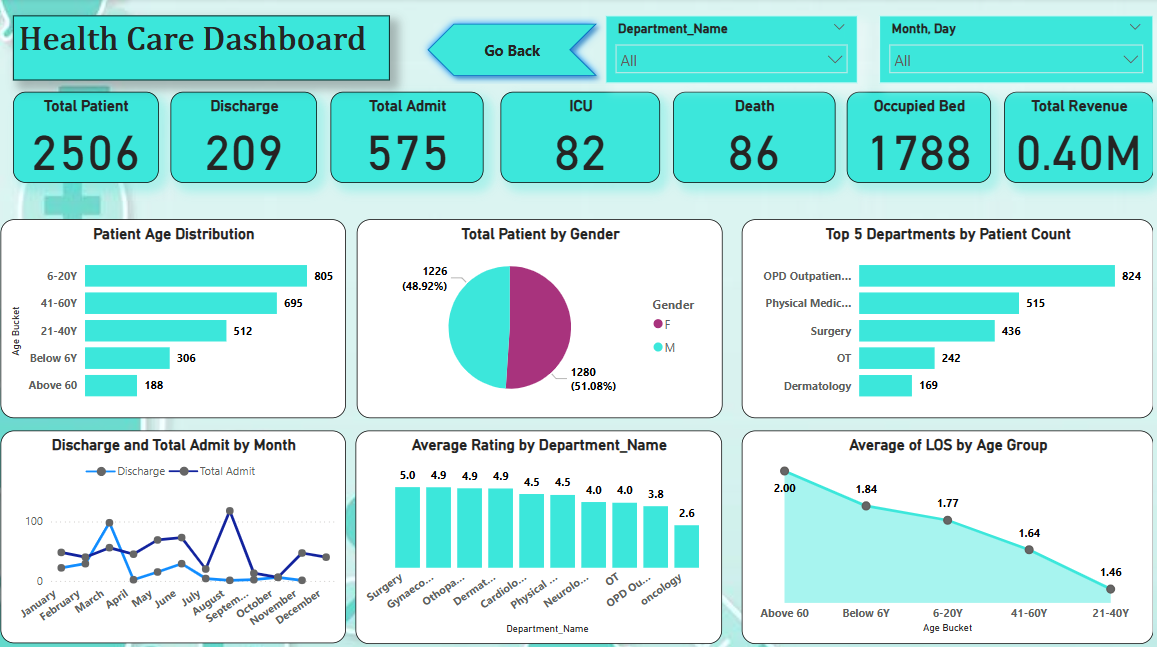 Health Care Dashboard
Go Back
Department_Name
All
Month, Day
All
Total Patient
2506
Discharge
209
Total Admit
575
ICU
82
Death
86
Occupied Bed
1788
Total Revenue
0.40M
Patient Age Distribution
Age Bucket
6-20Y 805
41-60Y 695
21-40Y 512
Below 6Y 306
Above 60 188
Total Patient by Gender
1226
(48.92%)
1280
(51.08%)
Gender
F
M
Top 5 Departments by Patient Count
OPD Outpatien... 824
Physical Medic... 515
Surgery 436
OT 242
Dermatology 169
Discharge and Total Admit by Month
Discharge Total Admit
100
0
January
February
March
April
May
June
July
August
Septem...
October
November
December
Average Rating by Department_Name
5.0 4.9 4.9 4.9 4.5 4.5 4.0 4.0 3.8 2.6
Surgery
Gynaeco...
Othopa...
Dermat...
Cardiolo...
Physical ...
Neurolo...
OT
OPD Ou...
oncology
Department_Name
Average of LOS by Age Group
2.00
1.84
1.77
1.64
1.46
Above 60 Below 6Y 6-20Y 41-60Y 21-40Y
Age Bucket